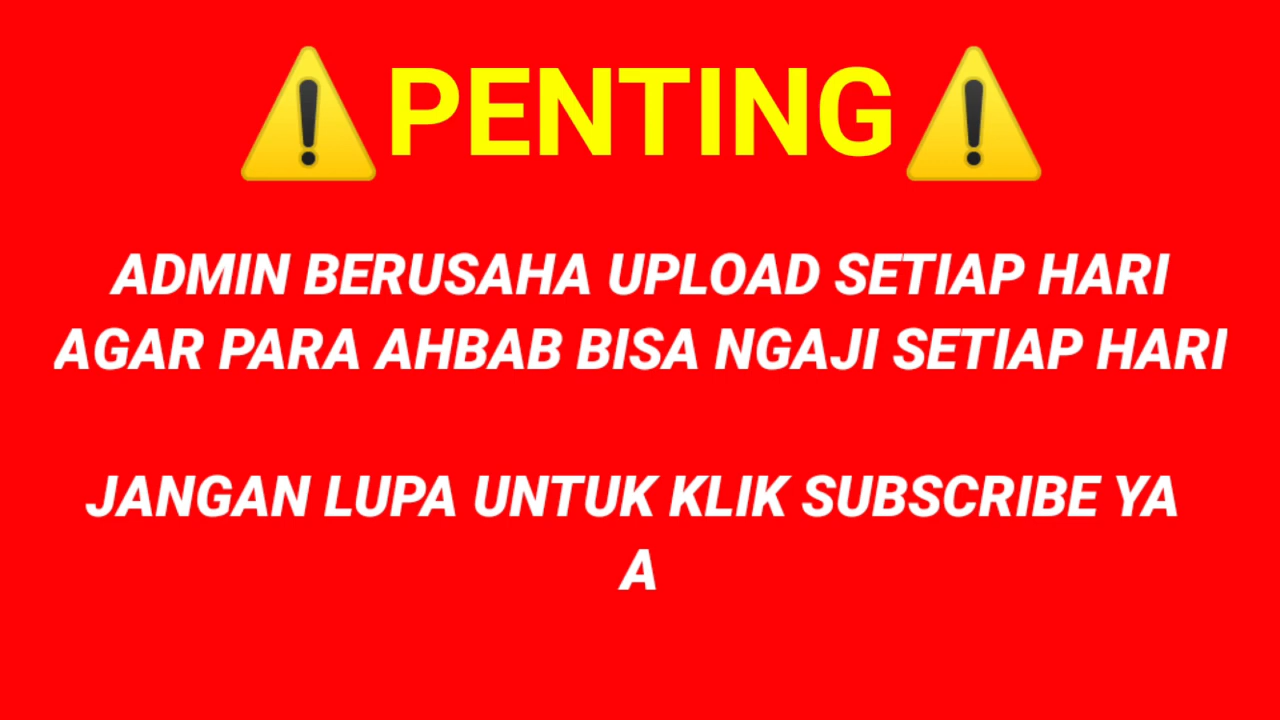 ⚠️PENTING⚠️
ADMIN BERUSAHA UPLOAD SETIAP HARI
AGAR PARA AHBAB BISA NGAJI SETIAP HARI
JANGAN LUPA UNTUK KLIK SUBSCRIBE YA
A